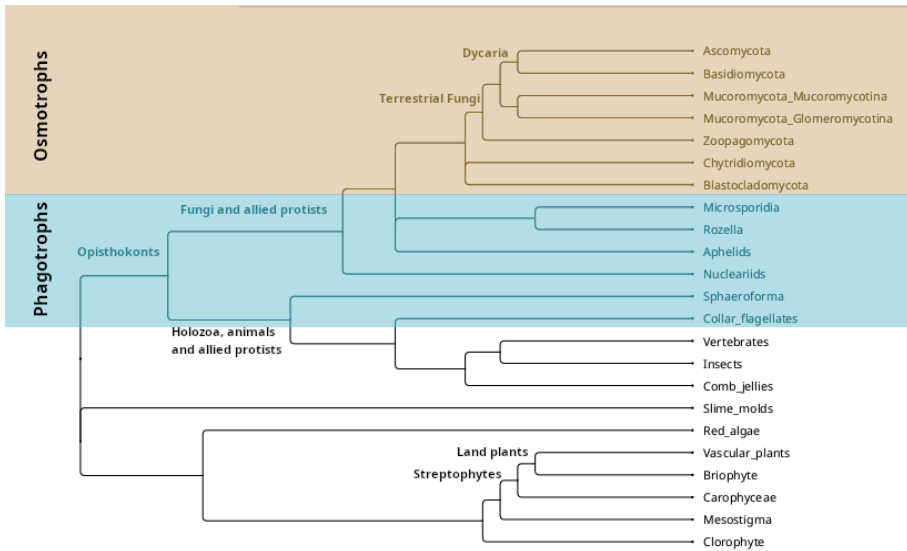 Osmotrophs
Phagotrophs
Dycaria
Terrestrial Fungi
Fungi and allied protists
Opisthokonts
Holozoa, animals
and allied protists
Land plants
Streptophytes
Ascomycota
Basidiomycota
Mucoromycota_Mucoromycotina
Mucoromycota_Glomeromycotina
Zoopagomycota
Chytridiomycota
Blastocladomycota
Microsporidia
Rozella
Aphelids
Nucleariids
Sphaeroforma
Collar_flagellates
Vertebrates
Insects
Comb_jellies
Slime_molds
Red_algae
Vascular_plants
Briophyte
Carophyceae
Mesostigma
Clorophyte